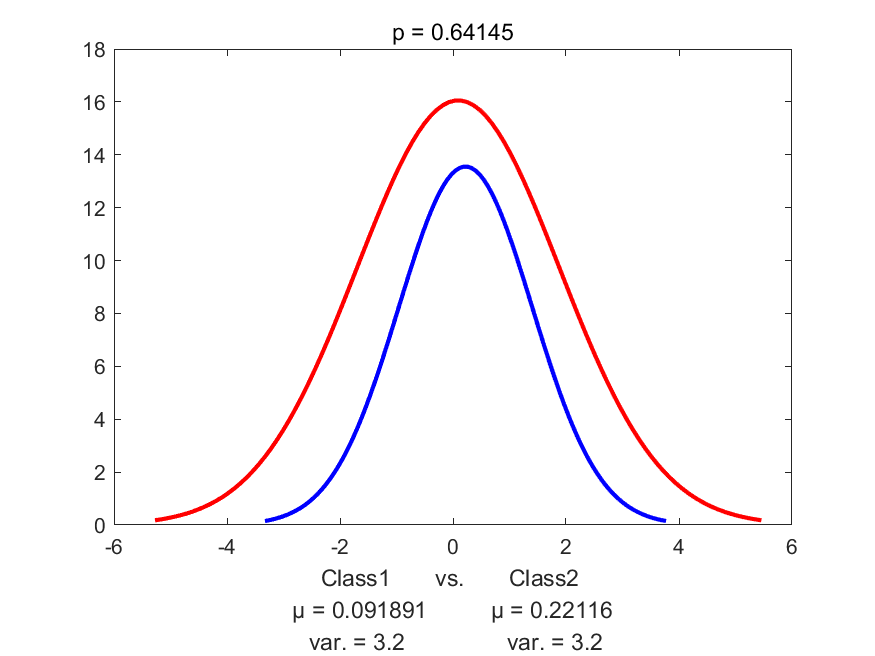 p = 0.64145
18
16
14
12
10
8
6
4
2
0
-6 -4 -2 0 2 4 6
Class1 vs. Class2
μ = 0.091891 μ = 0.22116
var. = 3.2 var. = 3.2